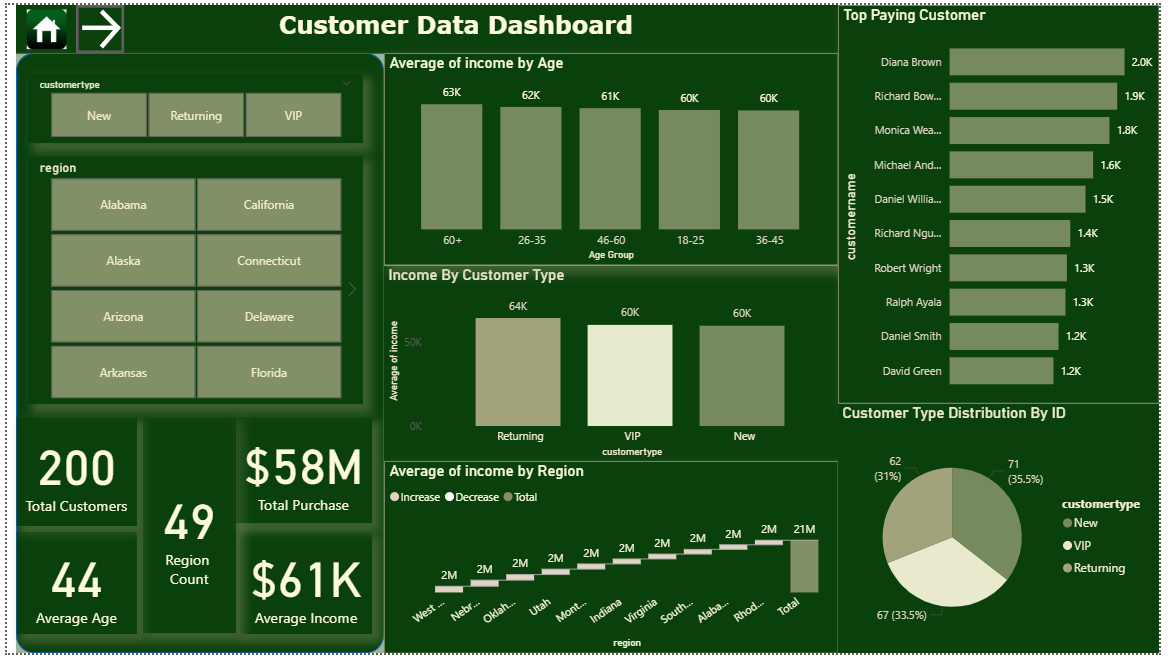 Customer Data Dashboard
customertype
New
Returning
VIP
region
Alabama
California
Alaska
Connecticut
Arizona
Delaware
Arkansas
Florida
200
Total Customers
44
Average Age
49
Region
Count
$58M
Total Purchase
$61K
Average Income
Average of income by Age
63K
62K
61K
60K
60K
60+
26-35
46-60
18-25
36-45
Age Group
Income By Customer Type
Average of income
50K
0K
64K
60K
60K
Returning
VIP
New
customertype
Average of income by Region
Increase
Decrease
Total
2M
2M
2M
2M
2M
2M
2M
2M
2M
2M
21M
West ...
Nebr...
Oklah...
Utah
Mont...
Indiana
Virginia
South...
Alaba...
Rhod...
Total
region
Top Paying Customer
customername
Diana Brown
2.0K
Richard Bow...
1.9K
Monica Wea...
1.8K
Michael And...
1.6K
Daniel Willia...
1.5K
Richard Ngu...
1.4K
Robert Wright
1.3K
Ralph Ayala
1.3K
Daniel Smith
1.2K
David Green
1.2K
Customer Type Distribution By ID
62
(31%)
71
(35.5%)
67 (33.5%)
customertype
New
VIP
Returning